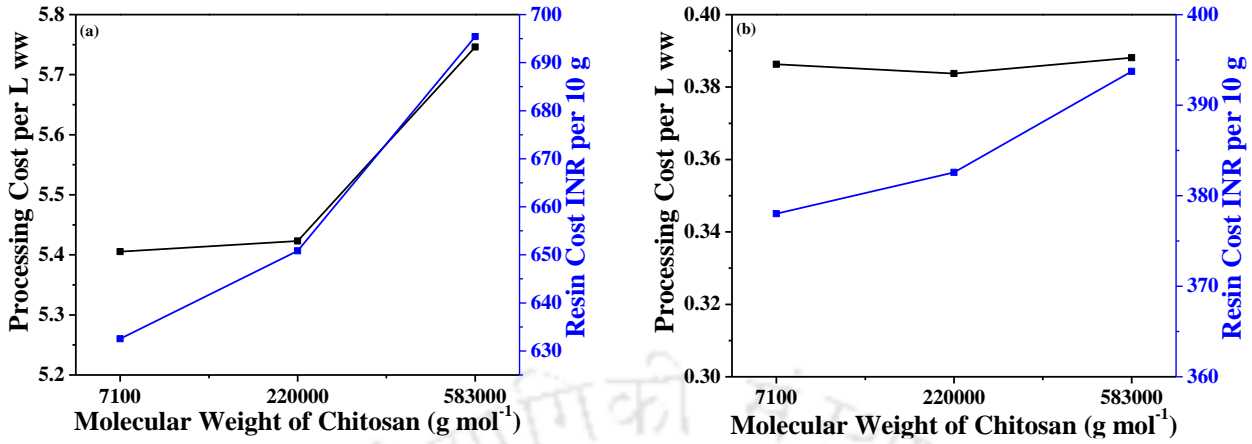 (a)
Processing Cost per L ww
5.8
5.7
5.6
5.5
5.4
5.3
5.2
700
690
680
670
660
650
640
630
Resin Cost INR per 10 g
7100 220000 583000
Molecular Weight of Chitosan (g mol⁻¹)
(b)
Processing Cost per L ww
0.40
0.38
0.36
0.34
0.32
0.30
400
390
380
370
360
Resin Cost INR per 10 g
7100 220000 583000
Molecular Weight of Chitosan (g mol⁻¹)